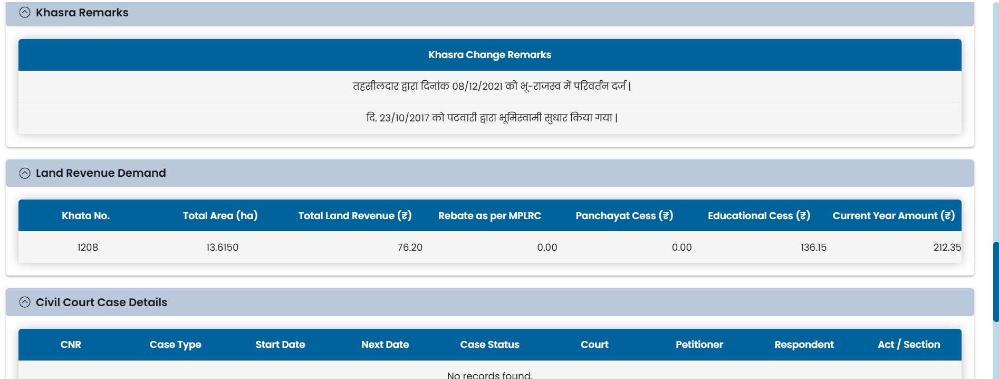 Khasra Remarks
Khasra Change Remarks
तहसीलदार द्वारा दिनांक 08/12/2021 को भू-राजस्व में परिवर्तन दर्ज |
दि. 23/10/2017 को पटवारी द्वारा भूमिस्वामी सुधार किया गया |
Land Revenue Demand
Khata No. Total Area (ha) Total Land Revenue (₹) Rebate as per MPLRC Panchayat Cess (₹) Educational Cess (₹) Current Year Amount (₹)
1208 13.6150 76.20 0.00 0.00 136.15 212.35
Civil Court Case Details
CNR Case Type Start Date Next Date Case Status Court Petitioner Respondent Act / Section
No records found.